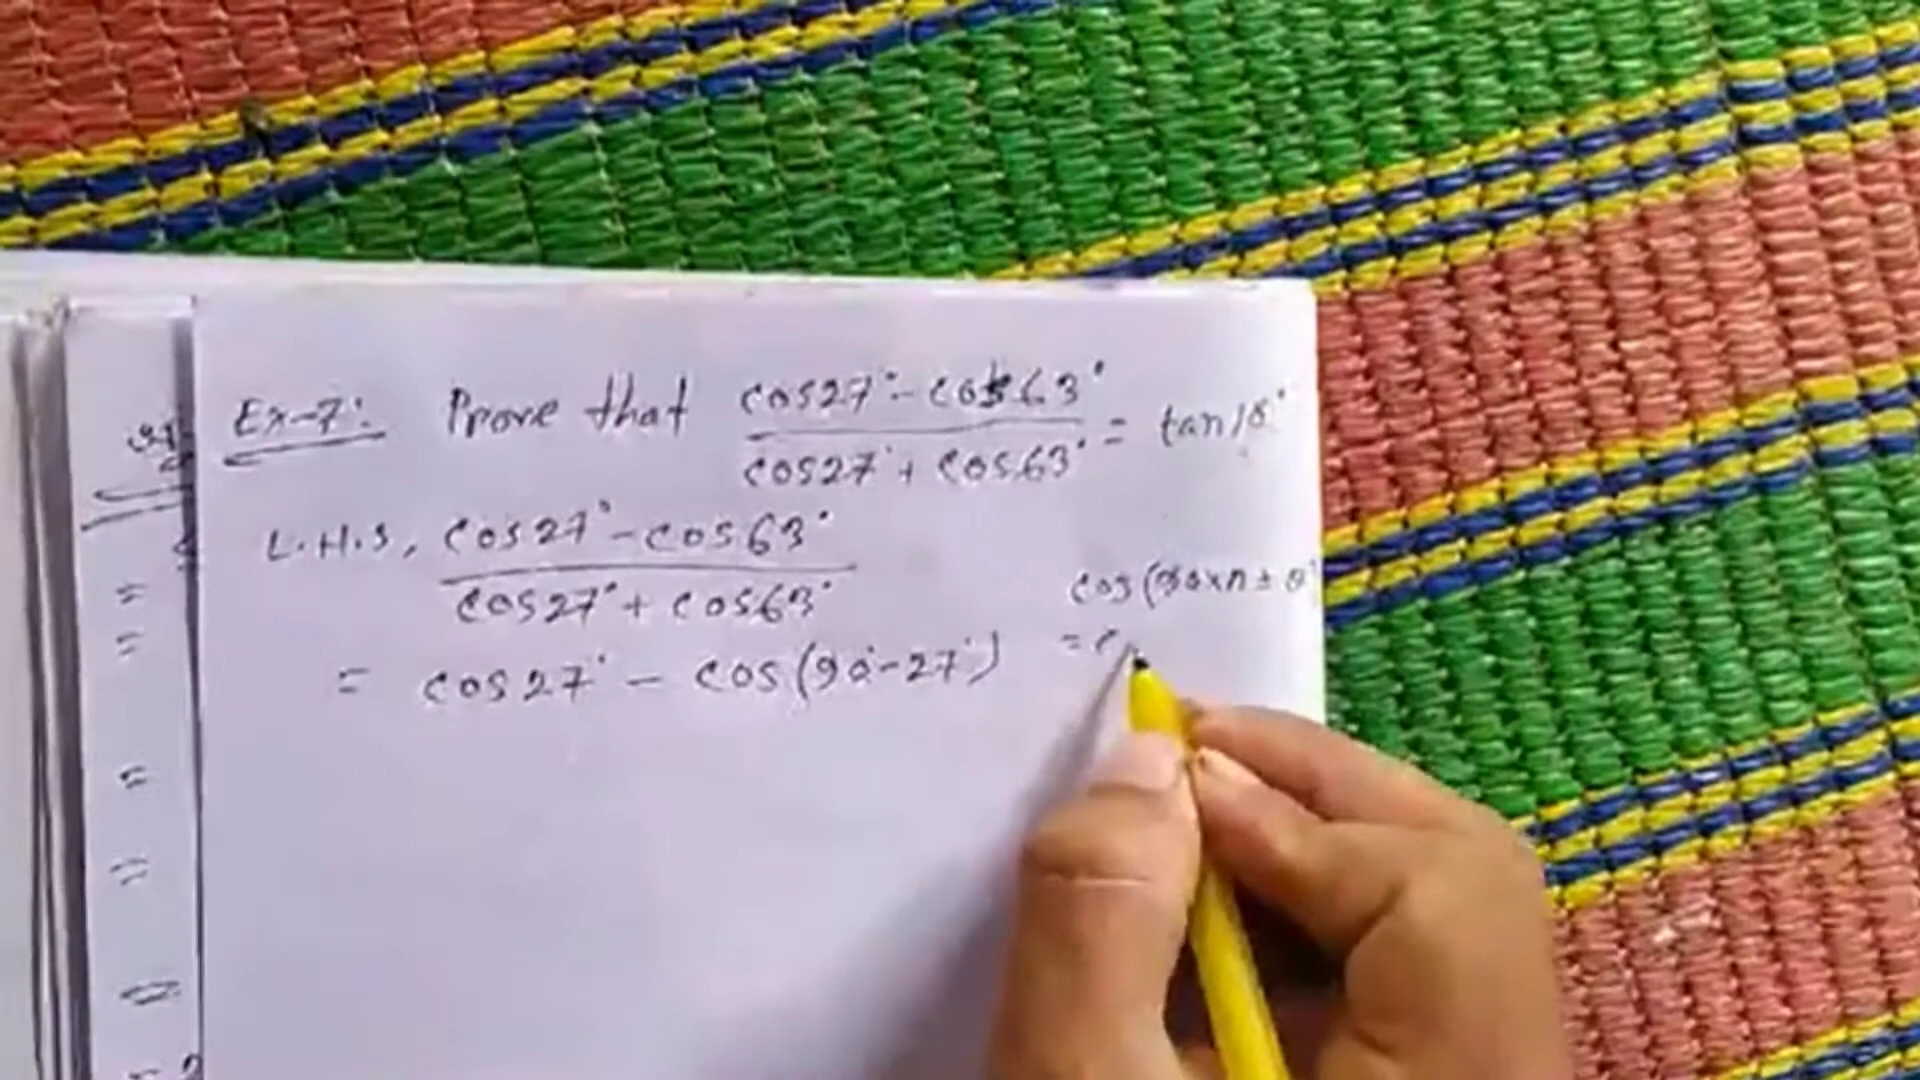 Ex-7: Prove that cos27° - cos63° / cos27° + cos63° = tan18°
L.H.S, cos27° - cos63° / cos27° + cos63°
cos(90×n ± θ
= cos27° - cos(90° - 27°)
= c